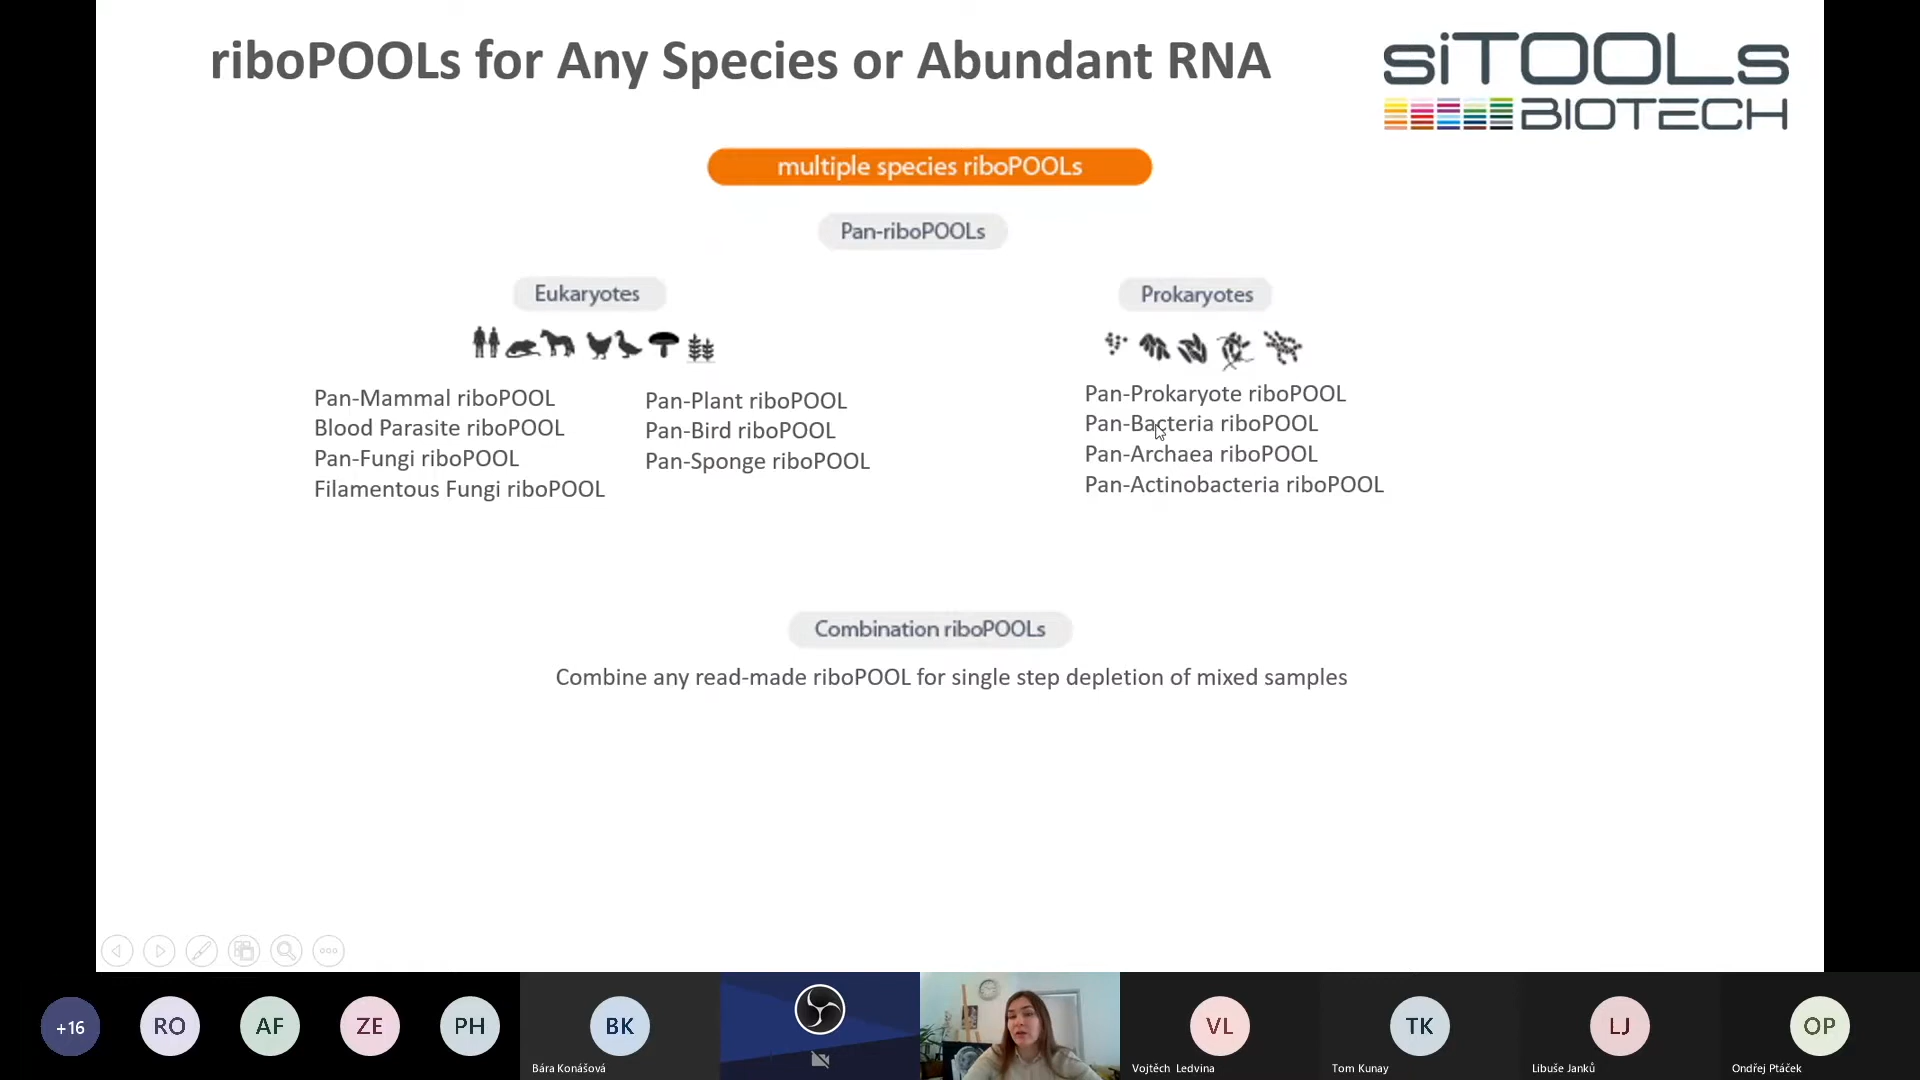 riboPOOLs for Any Species or Abundant RNA
siTOOLs
BIOTECH
multiple species riboPOOLs
Pan-riboPOOLs
Eukaryotes
Pan-Mammal riboPOOL
Blood Parasite riboPOOL
Pan-Fungi riboPOOL
Filamentous Fungi riboPOOL
Pan-Plant riboPOOL
Pan-Bird riboPOOL
Pan-Sponge riboPOOL
Prokaryotes
Pan-Prokaryote riboPOOL
Pan-Bacteria riboPOOL
Pan-Archaea riboPOOL
Pan-Actinobacteria riboPOOL
Combination riboPOOLs
Combine any read-made riboPOOL for single step depletion of mixed samples
+16
RO
AF
ZE
PH
BK
Bára Konášová
VL
Vojtěch Ledvina
TK
Tom Kunay
LJ
Libuše Janků
OP
Ondřej Ptáček